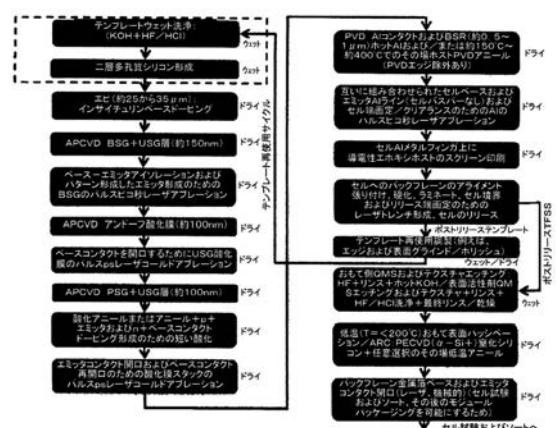 テンプレートウェット洗浄:
(KOH+HF/HCl)
ウェット
二層多孔質シリコン形成
ウェット
エピ(約25から35μm):
インサイチュリンベースドーピング
ドライ
APCVD BSG+USG層(約150nm)
ドライ
ベース-エミッタアイソレーションおよび
パターン形成したエミッタ形成のための
BSGのパルスピコ秒レーザアブレーション
ドライ
APCVD アンドープ酸化膜(約100nm)
ドライ
ベースコンタクトを開口するためにUSG酸化
膜のパルスpsレーザコールドアブレーション
ドライ
APCVD PSG+USG層(約100nm)
ドライ
酸化アニールまたはアニール+p+
エミッタおよびn+ベースコンタクト
ドーピング形成のための短い酸化
ドライ
エミッタコンタクト開口およびベースコンタクト
再開口のための酸化膜スタックの
パルスpsレーザコールドアブレーション
ドライ
テンプレート再使用サイクル
PVD AlコンタクトおよびBSR(約0.5~
1μm)ホットAlおよび/または約150℃~
約400℃でのその場ホストPVDアニール
(PVDエッジ除外あり)
ドライ
互いに組み合わせられたセルベースおよび
エミッタAlライン(セルバスバーなし)および
セル端画定/クリアランスのためのAlの
パルスピコ秒レーザアブレーション
ドライ
セルAlメタルフィンガ上に
導電性エポキシホストのスクリーン印刷
ドライ
セルへのバックプレーンのアライメント
張り付け、硬化、ラミネート、セル境界
およびリリース端画定のための
レーザトレンチ形成、セルのリリース
ドライ
ポストリリーステンプレート
テンプレート再使用調製(例えば、
エッジおよび表面グラインド/ポリッシュ)
ウェット/ドライ
ポストリリースTFSS
おもて側QMSおよびテクスチャエッチング
HF+リンス+ホットKOH/表面活性剤QM
Sエッチングおよびテクスチャ+リンス+
HF/HCl洗浄+最終リンス/乾燥
ウェット
低温(T=<200℃)おもて表面パッシベー
ション/ARC PECVD(α-Si+)窒化シリ
コン+任意選択のその場低温アニール
ドライ
バックプレーン金属箔ベースおよびエミッタ
コンタクト開口(レーザ、機械的)(セル試験
およびソート、その後のモジュール
パッケージングを可能にするため)
ドライ
セル試験およびソートへ